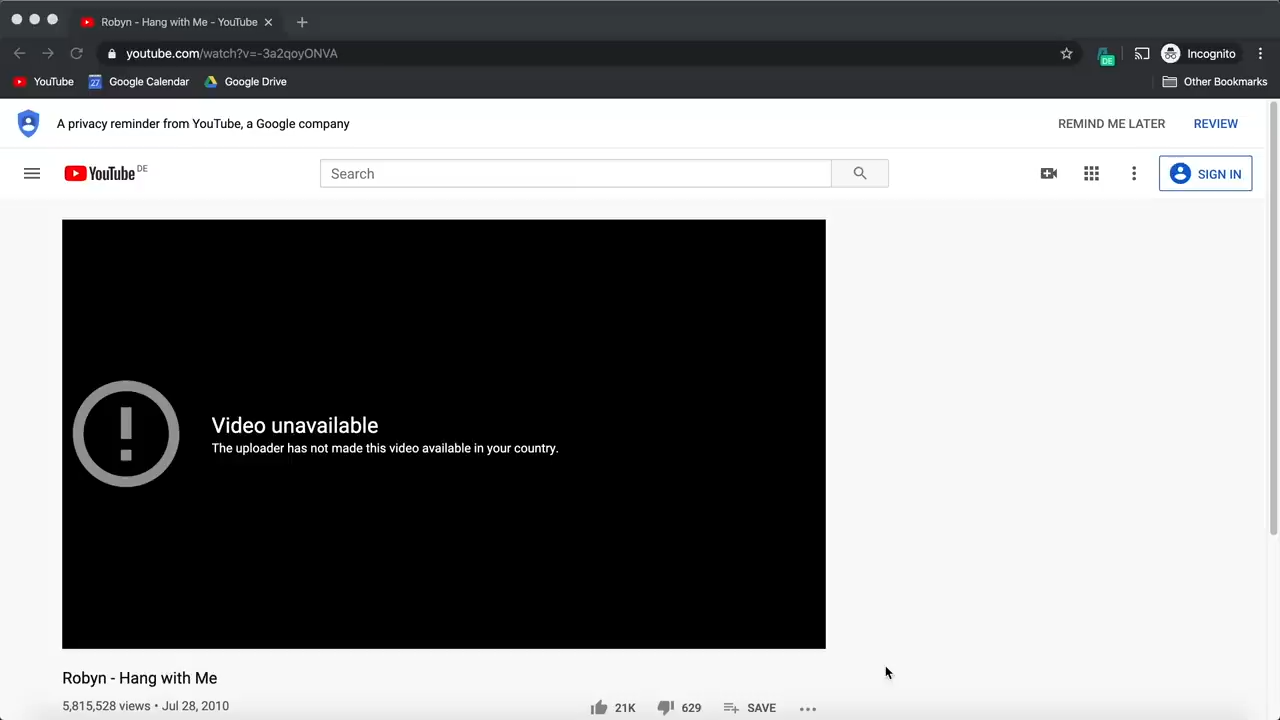 Robyn - Hang with Me - YouTube
youtube.com/watch?v=-3a2qoyONVA
DE
Incognito
YouTube
27
Google Calendar
Google Drive
Other Bookmarks
A privacy reminder from YouTube, a Google company
REMIND ME LATER
REVIEW
YouTube DE
Search
SIGN IN
Video unavailable
The uploader has not made this video available in your country.
Robyn - Hang with Me
5,815,528 views • Jul 28, 2010
21K
629
SAVE